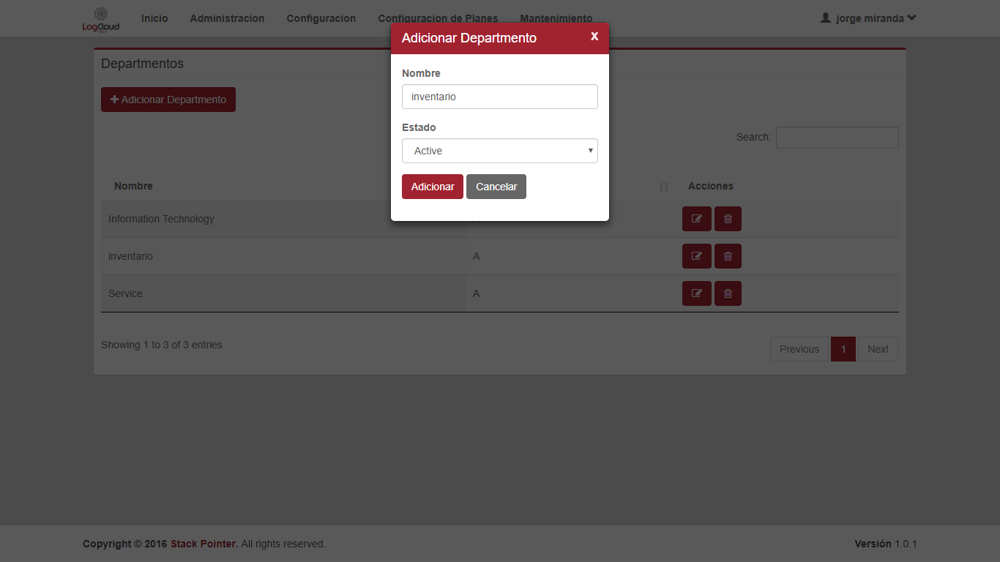 LogCloud Inicio Administracion Configuracion Configuracion de Planes Mantenimiento jorge miranda
Adicionar Departmento X
Departmentos
Nombre
inventario
Adicionar Departmento
Estado
Active
Search:
Adicionar Cancelar
Nombre Acciones
Information Technology
inventario A
Service A
Showing 1 to 3 of 3 entries
Previous 1 Next
Copyright © 2016 Stack Pointer. All rights reserved. Versión 1.0.1